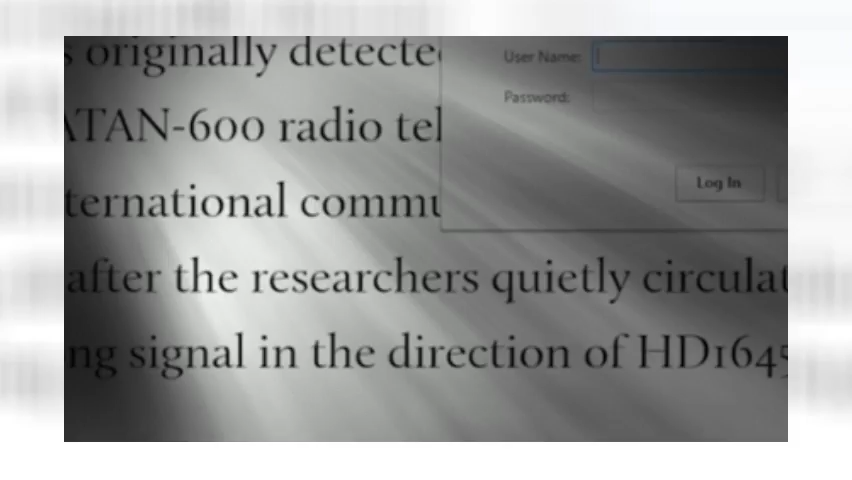 s originally detecte
TAN-600 radio tel
ternational commu
after the researchers quietly circulat
ng signal in the direction of HD1645
User Name:
Password:
Log In